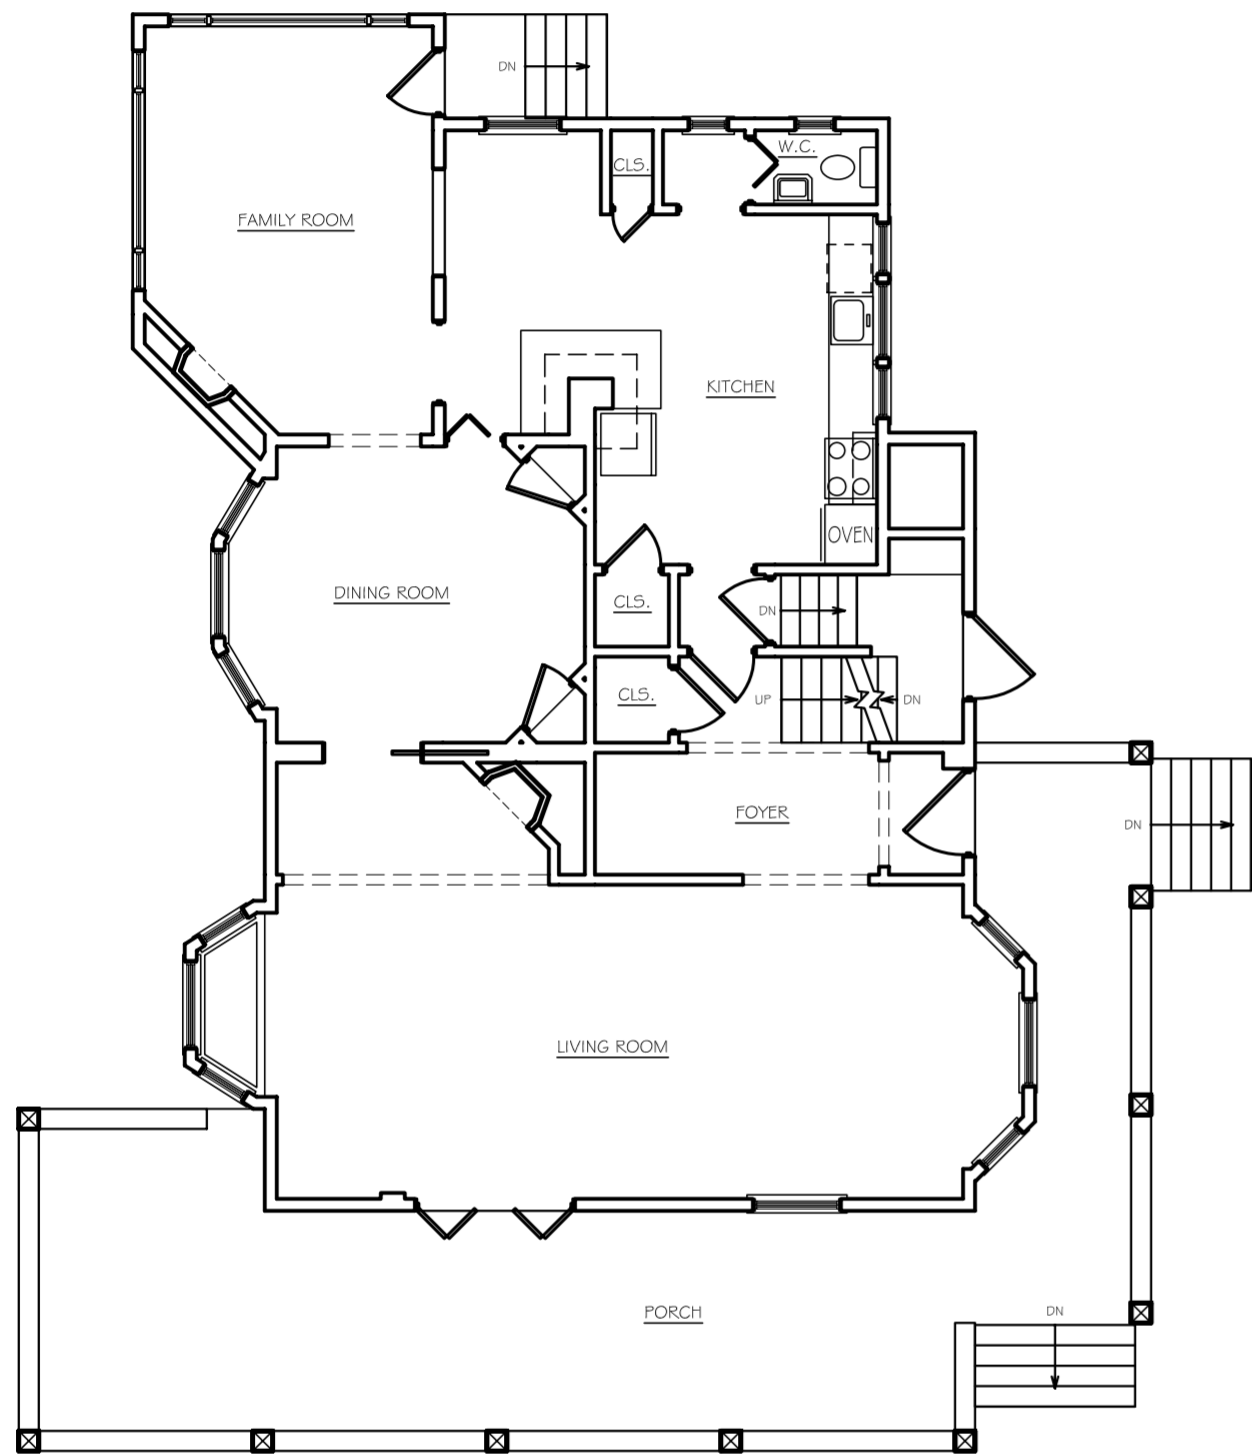 DN
W.C.
CLS.
FAMILY ROOM
KITCHEN
OVEN
DINING ROOM
CLS.
DN
CLS.
UP
DN
FOYER
DN
LIVING ROOM
PORCH
DN